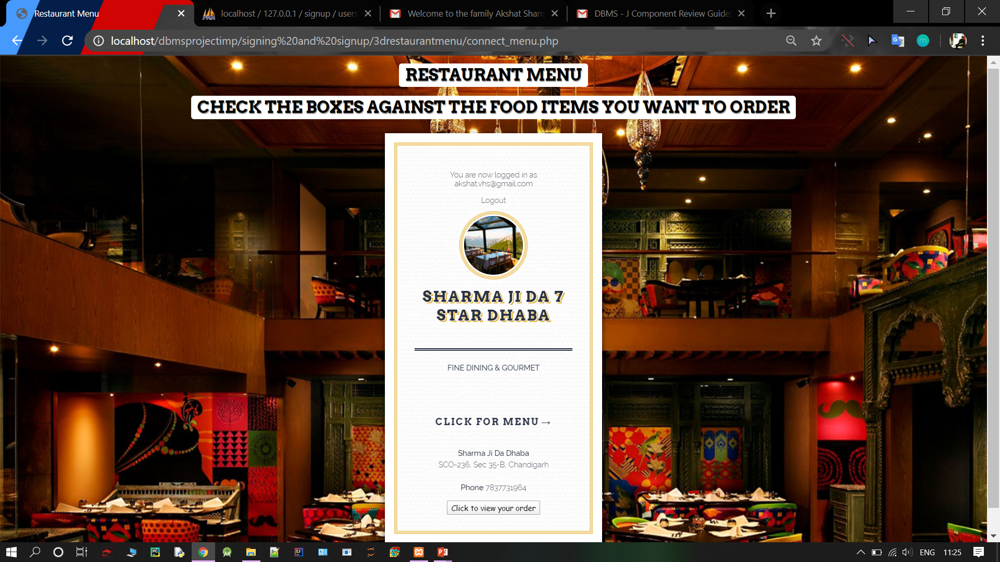 Restaurant Menu
localhost / 127.0.0.1 / signup / users
Welcome to the family Akshat Sharm
DBMS - J Component Review Guidel
localhost/dbmsprojectimp/signing%20and%20signup/3drestaurantmenu/connect_menu.php
RESTAURANT MENU
CHECK THE BOXES AGAINST THE FOOD ITEMS YOU WANT TO ORDER
You are now logged in as
akshat.vhs@gmail.com
Logout
SHARMA JI DA 7
STAR DHABA
FINE DINING & GOURMET
CLICK FOR MENU →
Sharma Ji Da Dhaba
SCO-236, Sec 35-B, Chandigarh
Phone 7837731964
Click to view your order
ENG 11:25